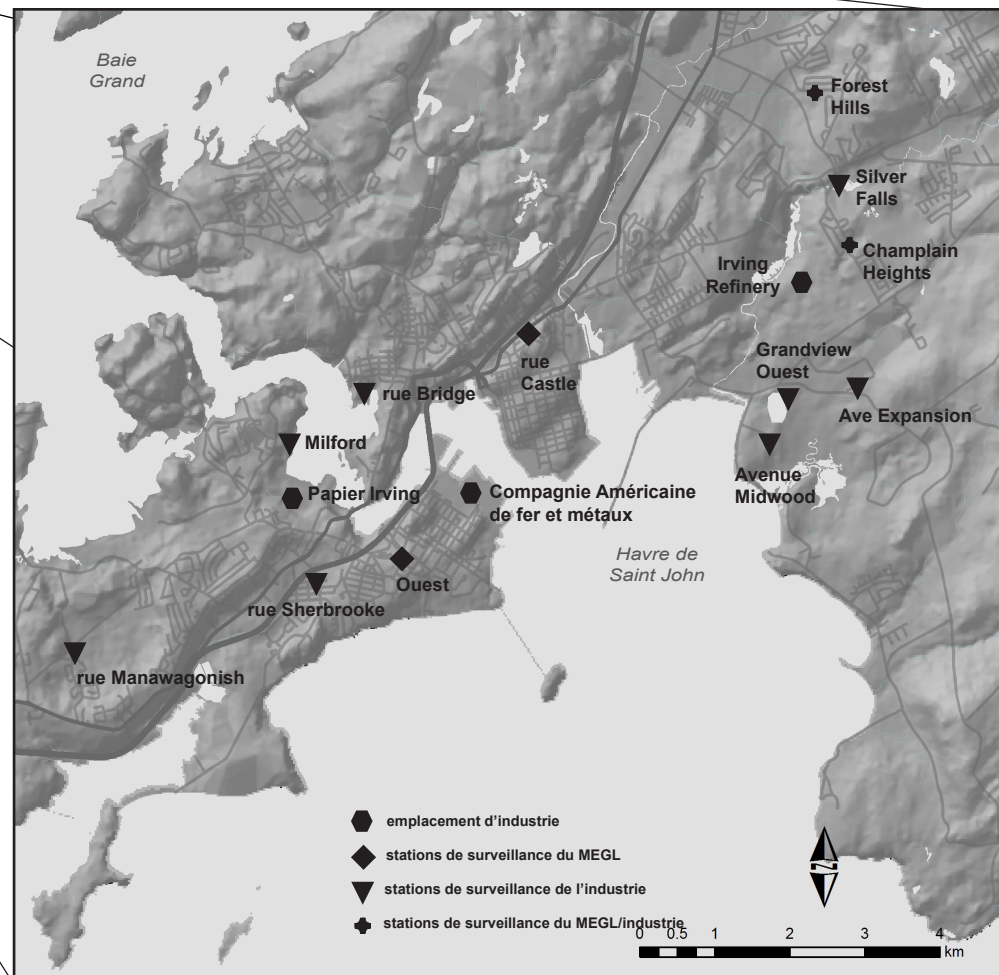 Baie
Grand
Forest
Hills
Silver
Falls
Champlain
Heights
Irving
Refinery
rue
Castle
Grandview
Ouest
rue Bridge
Ave Expansion
Milford
Avenue
Midwood
Papier Irving
Compagnie Américaine
de fer et métaux
Havre de
Saint John
Ouest
rue Sherbrooke
rue Manawagonish
emplacement d'industrie
stations de surveillance du MEGL
stations de surveillance de l'industrie
stations de surveillance du MEGL/industrie
N
0 0.5 1 2 3 4
km